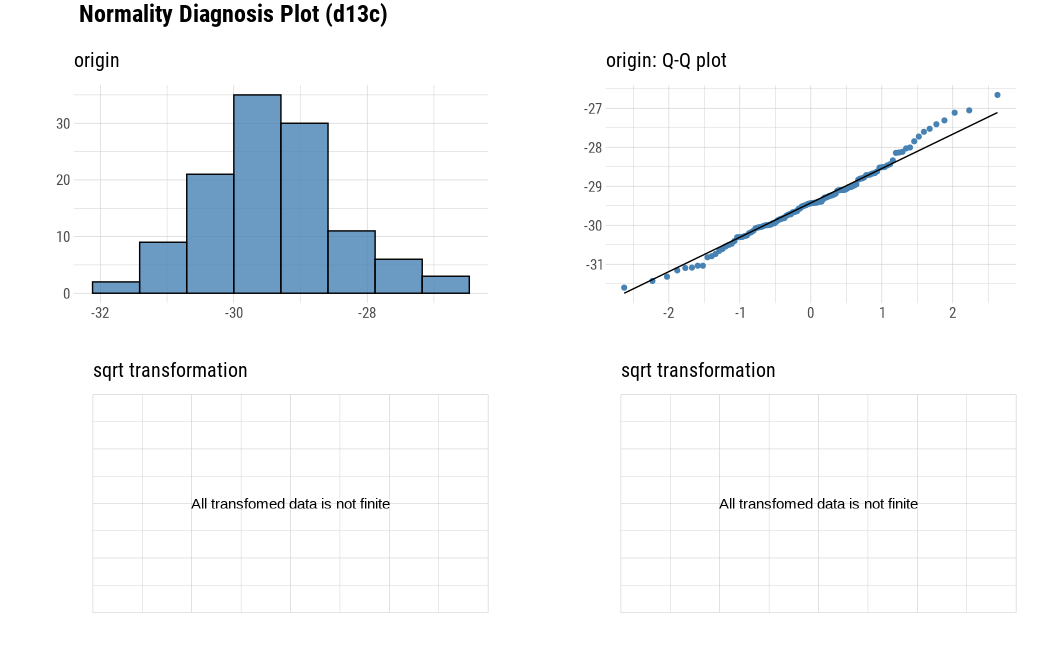 Normality Diagnosis Plot (d13c)
origin
origin: Q-Q plot
30
20
10
0
-32
-30
-28
-27
-28
-29
-30
-31
-2
-1
0
1
2
sqrt transformation
sqrt transformation
All transfomed data is not finite
All transfomed data is not finite